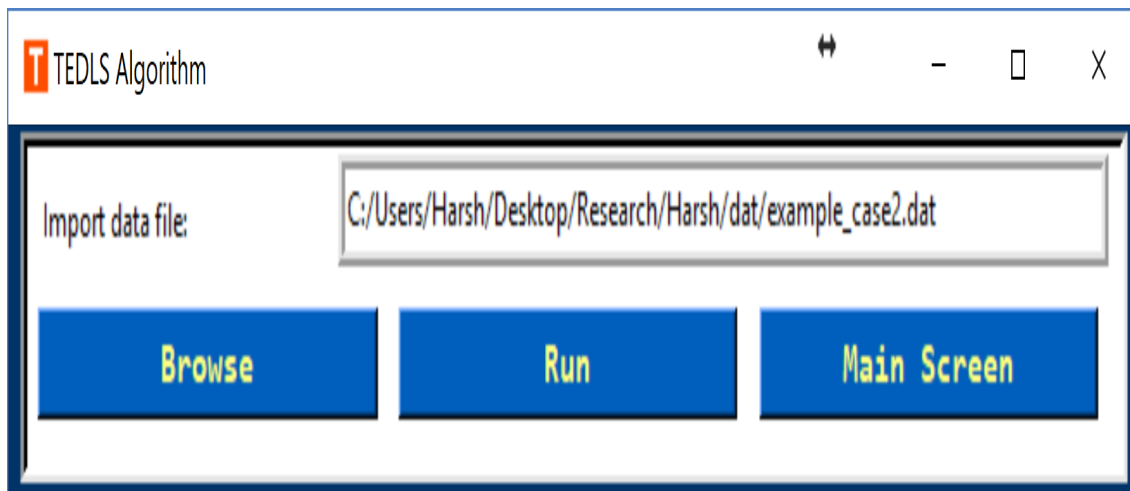 T TEDLS Algorithm
Import data file: C:/Users/Harsh/Desktop/Research/Harsh/dat/example_case2.dat
Browse Run Main Screen